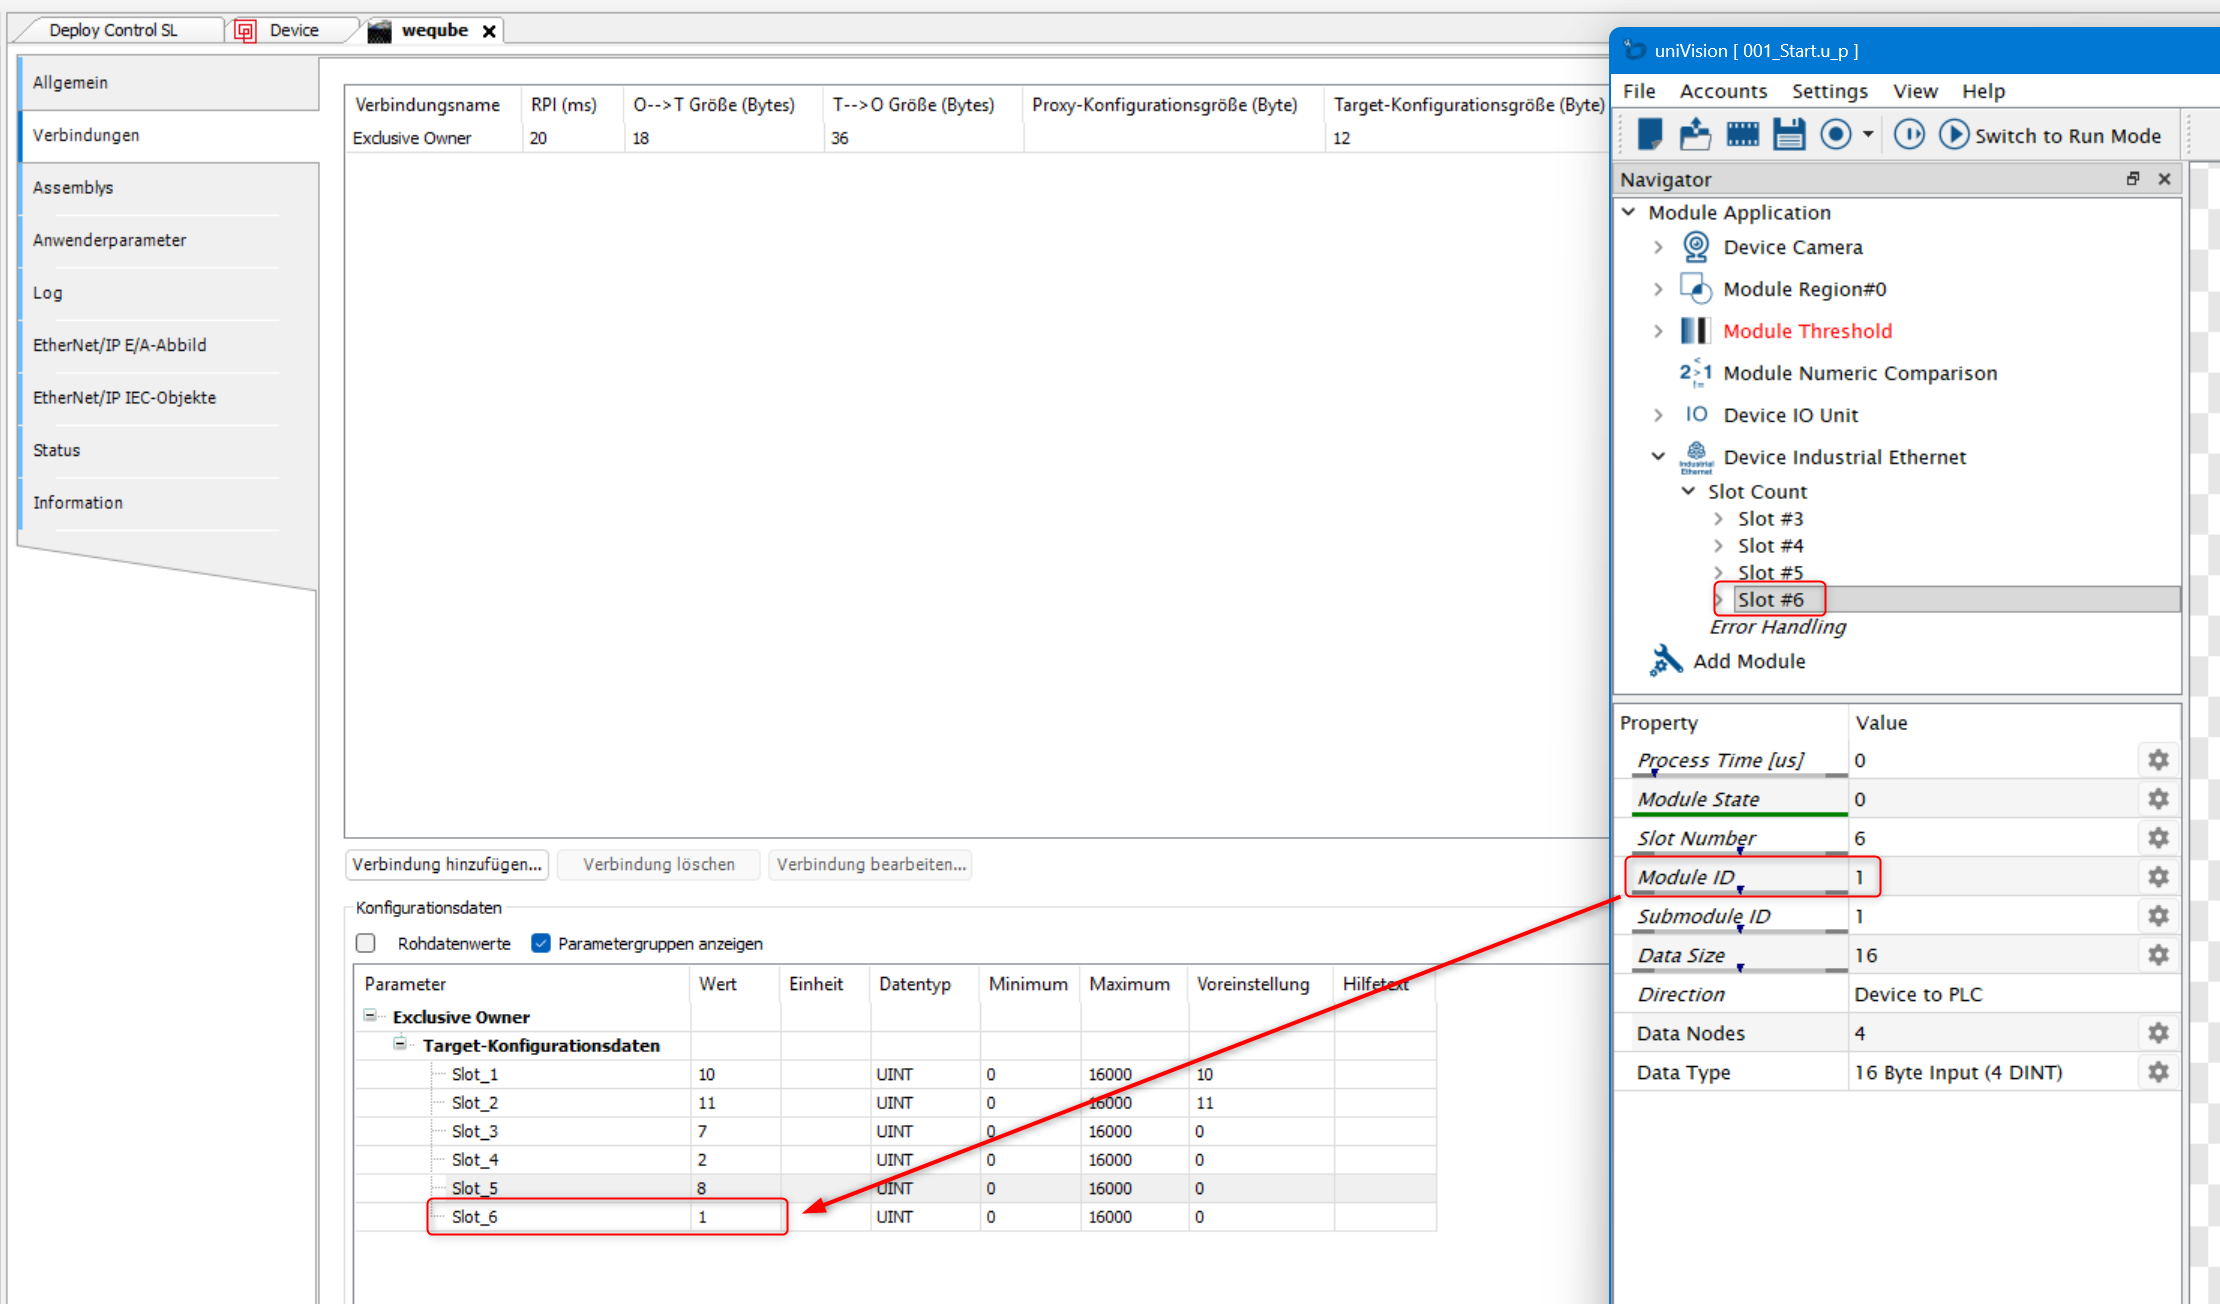 Deploy Control SL
Device
weqube
Allgemein
Verbindungen
Assemblys
Anwenderparameter
Log
EtherNet/IP E/A-Abbild
EtherNet/IP IEC-Objekte
Status
Information
Verbindungsname RPI (ms) O-->T Größe (Bytes) T-->O Größe (Bytes) Proxy-Konfigurationsgröße (Byte) Target-Konfigurationsgröße (Byte)
Exclusive Owner 20 18 36 12
Verbindung hinzufügen... Verbindung löschen Verbindung bearbeiten...
Konfigurationsdaten
Rohdatenwerte Parametergruppen anzeigen
Parameter Wert Einheit Datentyp Minimum Maximum Voreinstellung Hilfetext
Exclusive Owner
Target-Konfigurationsdaten
Slot_1 10 UINT 0 16000 10
Slot_2 11 UINT 0 16000 11
Slot_3 7 UINT 0 16000 0
Slot_4 2 UINT 0 16000 0
Slot_5 8 UINT 0 16000 0
Slot_6 1 UINT 0 16000 0
uniVision [ 001_Start.u_p ]
File Accounts Settings View Help
Switch to Run Mode
Navigator
Module Application
Device Camera
Module Region#0
Module Threshold
2>1 Module Numeric Comparison
IO Device IO Unit
Industrial Ethernet Device Industrial Ethernet
Slot Count
Slot #3
Slot #4
Slot #5
Slot #6
Error Handling
Add Module
Property Value
Process Time [us] 0
Module State 0
Slot Number 6
Module ID 1
Submodule ID 1
Data Size 16
Direction Device to PLC
Data Nodes 4
Data Type 16 Byte Input (4 DINT)